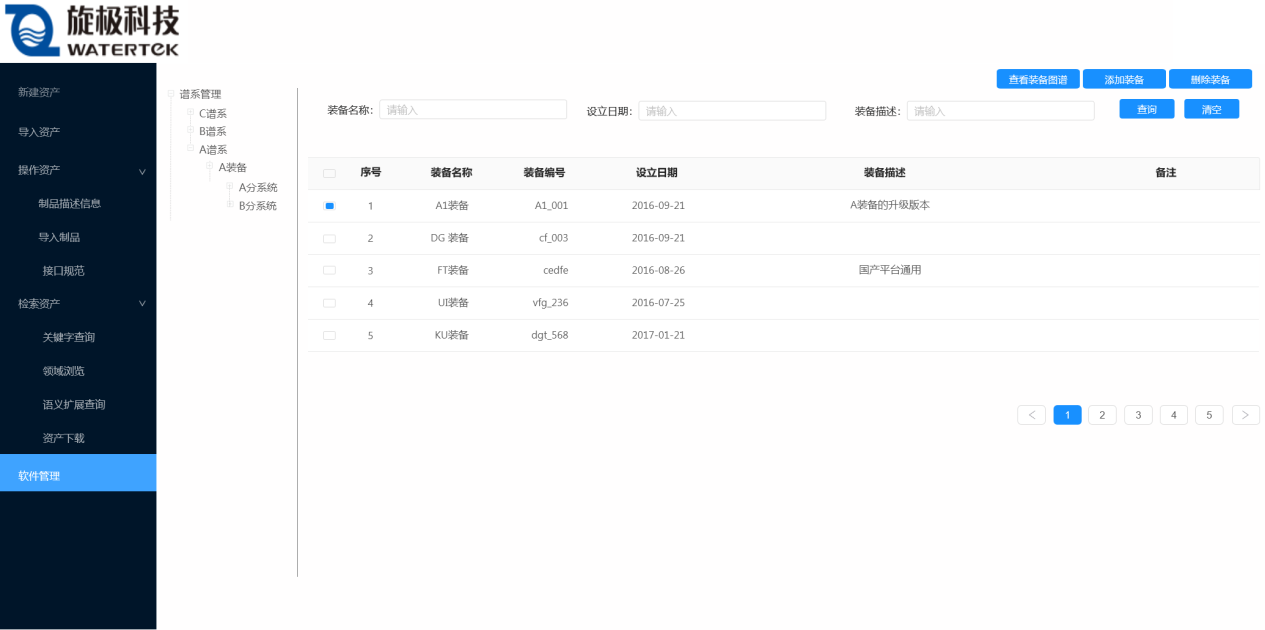 旋极科技
WATERTEK
新建资产
导入资产
操作资产
制品描述信息
导入制品
接口规范
检索资产
关键字查询
领域浏览
语义扩展查询
资产下载
软件管理
谱系管理
C谱系
B谱系
A谱系
A装备
A分系统
B分系统
查看装备图谱 添加装备 删除装备
装备名称: 请输入 设立日期: 请输入 装备描述: 请输入 查询 清空
序号 装备名称 装备编号 设立日期 装备描述 备注
1 A1装备 A1_001 2016-09-21 A装备的升级版本
2 DG 装备 cf_003 2016-09-21
3 FT装备 cedfe 2016-08-26 国产平台通用
4 UI装备 vfg_236 2016-07-25
5 KU装备 dgt_568 2017-01-21
< 1 2 3 4 5 >